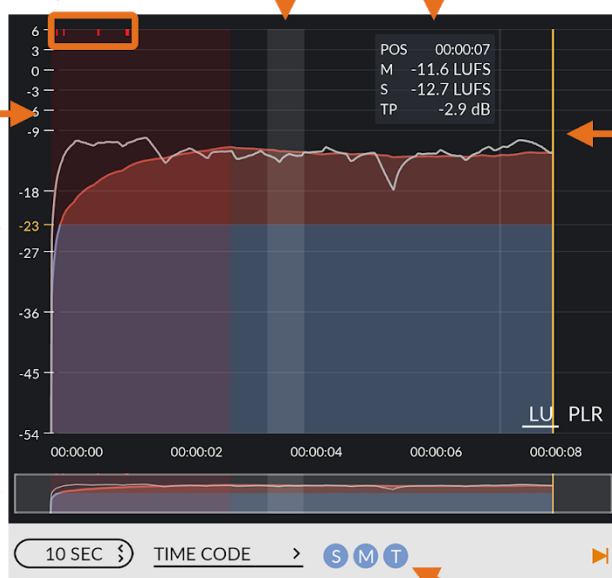 6
3
0
-3
-6
-9
-18
-23
-27
-36
-45
-54
POS 00:00:07
M -11.6 LUFS
S -12.7 LUFS
TP -2.9 dB
LU PLR
00:00:00 00:00:02 00:00:04 00:00:06 00:00:08
10 SEC TIME CODE > S M T